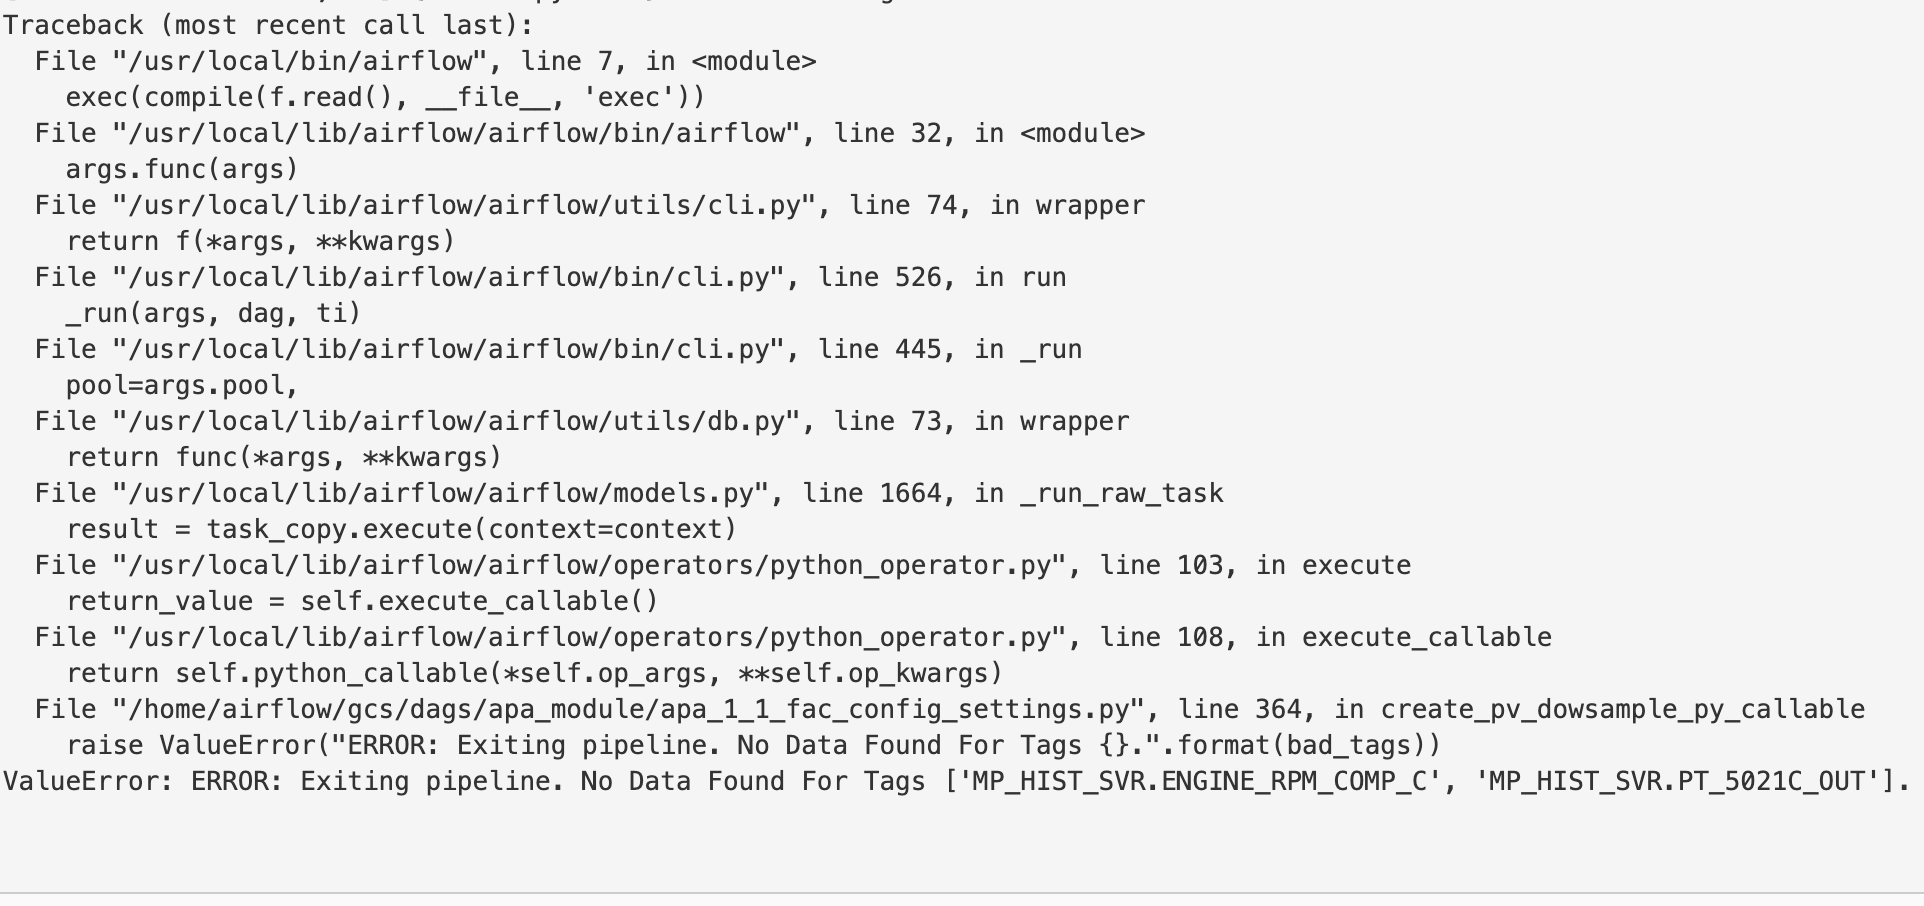 Traceback (most recent call last):
  File "/usr/local/bin/airflow", line 7, in <module>
    exec(compile(f.read(), __file__, 'exec'))
  File "/usr/local/lib/airflow/airflow/bin/airflow", line 32, in <module>
    args.func(args)
  File "/usr/local/lib/airflow/airflow/utils/cli.py", line 74, in wrapper
    return f(*args, **kwargs)
  File "/usr/local/lib/airflow/airflow/bin/cli.py", line 526, in run
    _run(args, dag, ti)
  File "/usr/local/lib/airflow/airflow/bin/cli.py", line 445, in _run
    pool=args.pool,
  File "/usr/local/lib/airflow/airflow/utils/db.py", line 73, in wrapper
    return func(*args, **kwargs)
  File "/usr/local/lib/airflow/airflow/models.py", line 1664, in _run_raw_task
    result = task_copy.execute(context=context)
  File "/usr/local/lib/airflow/airflow/operators/python_operator.py", line 103, in execute
    return_value = self.execute_callable()
  File "/usr/local/lib/airflow/airflow/operators/python_operator.py", line 108, in execute_callable
    return self.python_callable(*self.op_args, **self.op_kwargs)
  File "/home/airflow/gcs/dags/apa_module/apa_1_1_fac_config_settings.py", line 364, in create_pv_dowsample_py_callable
    raise ValueError("ERROR: Exiting pipeline. No Data Found For Tags {}.".format(bad_tags))
ValueError: ERROR: Exiting pipeline. No Data Found For Tags ['MP_HIST_SVR.ENGINE_RPM_COMP_C', 'MP_HIST_SVR.PT_5021C_OUT'].